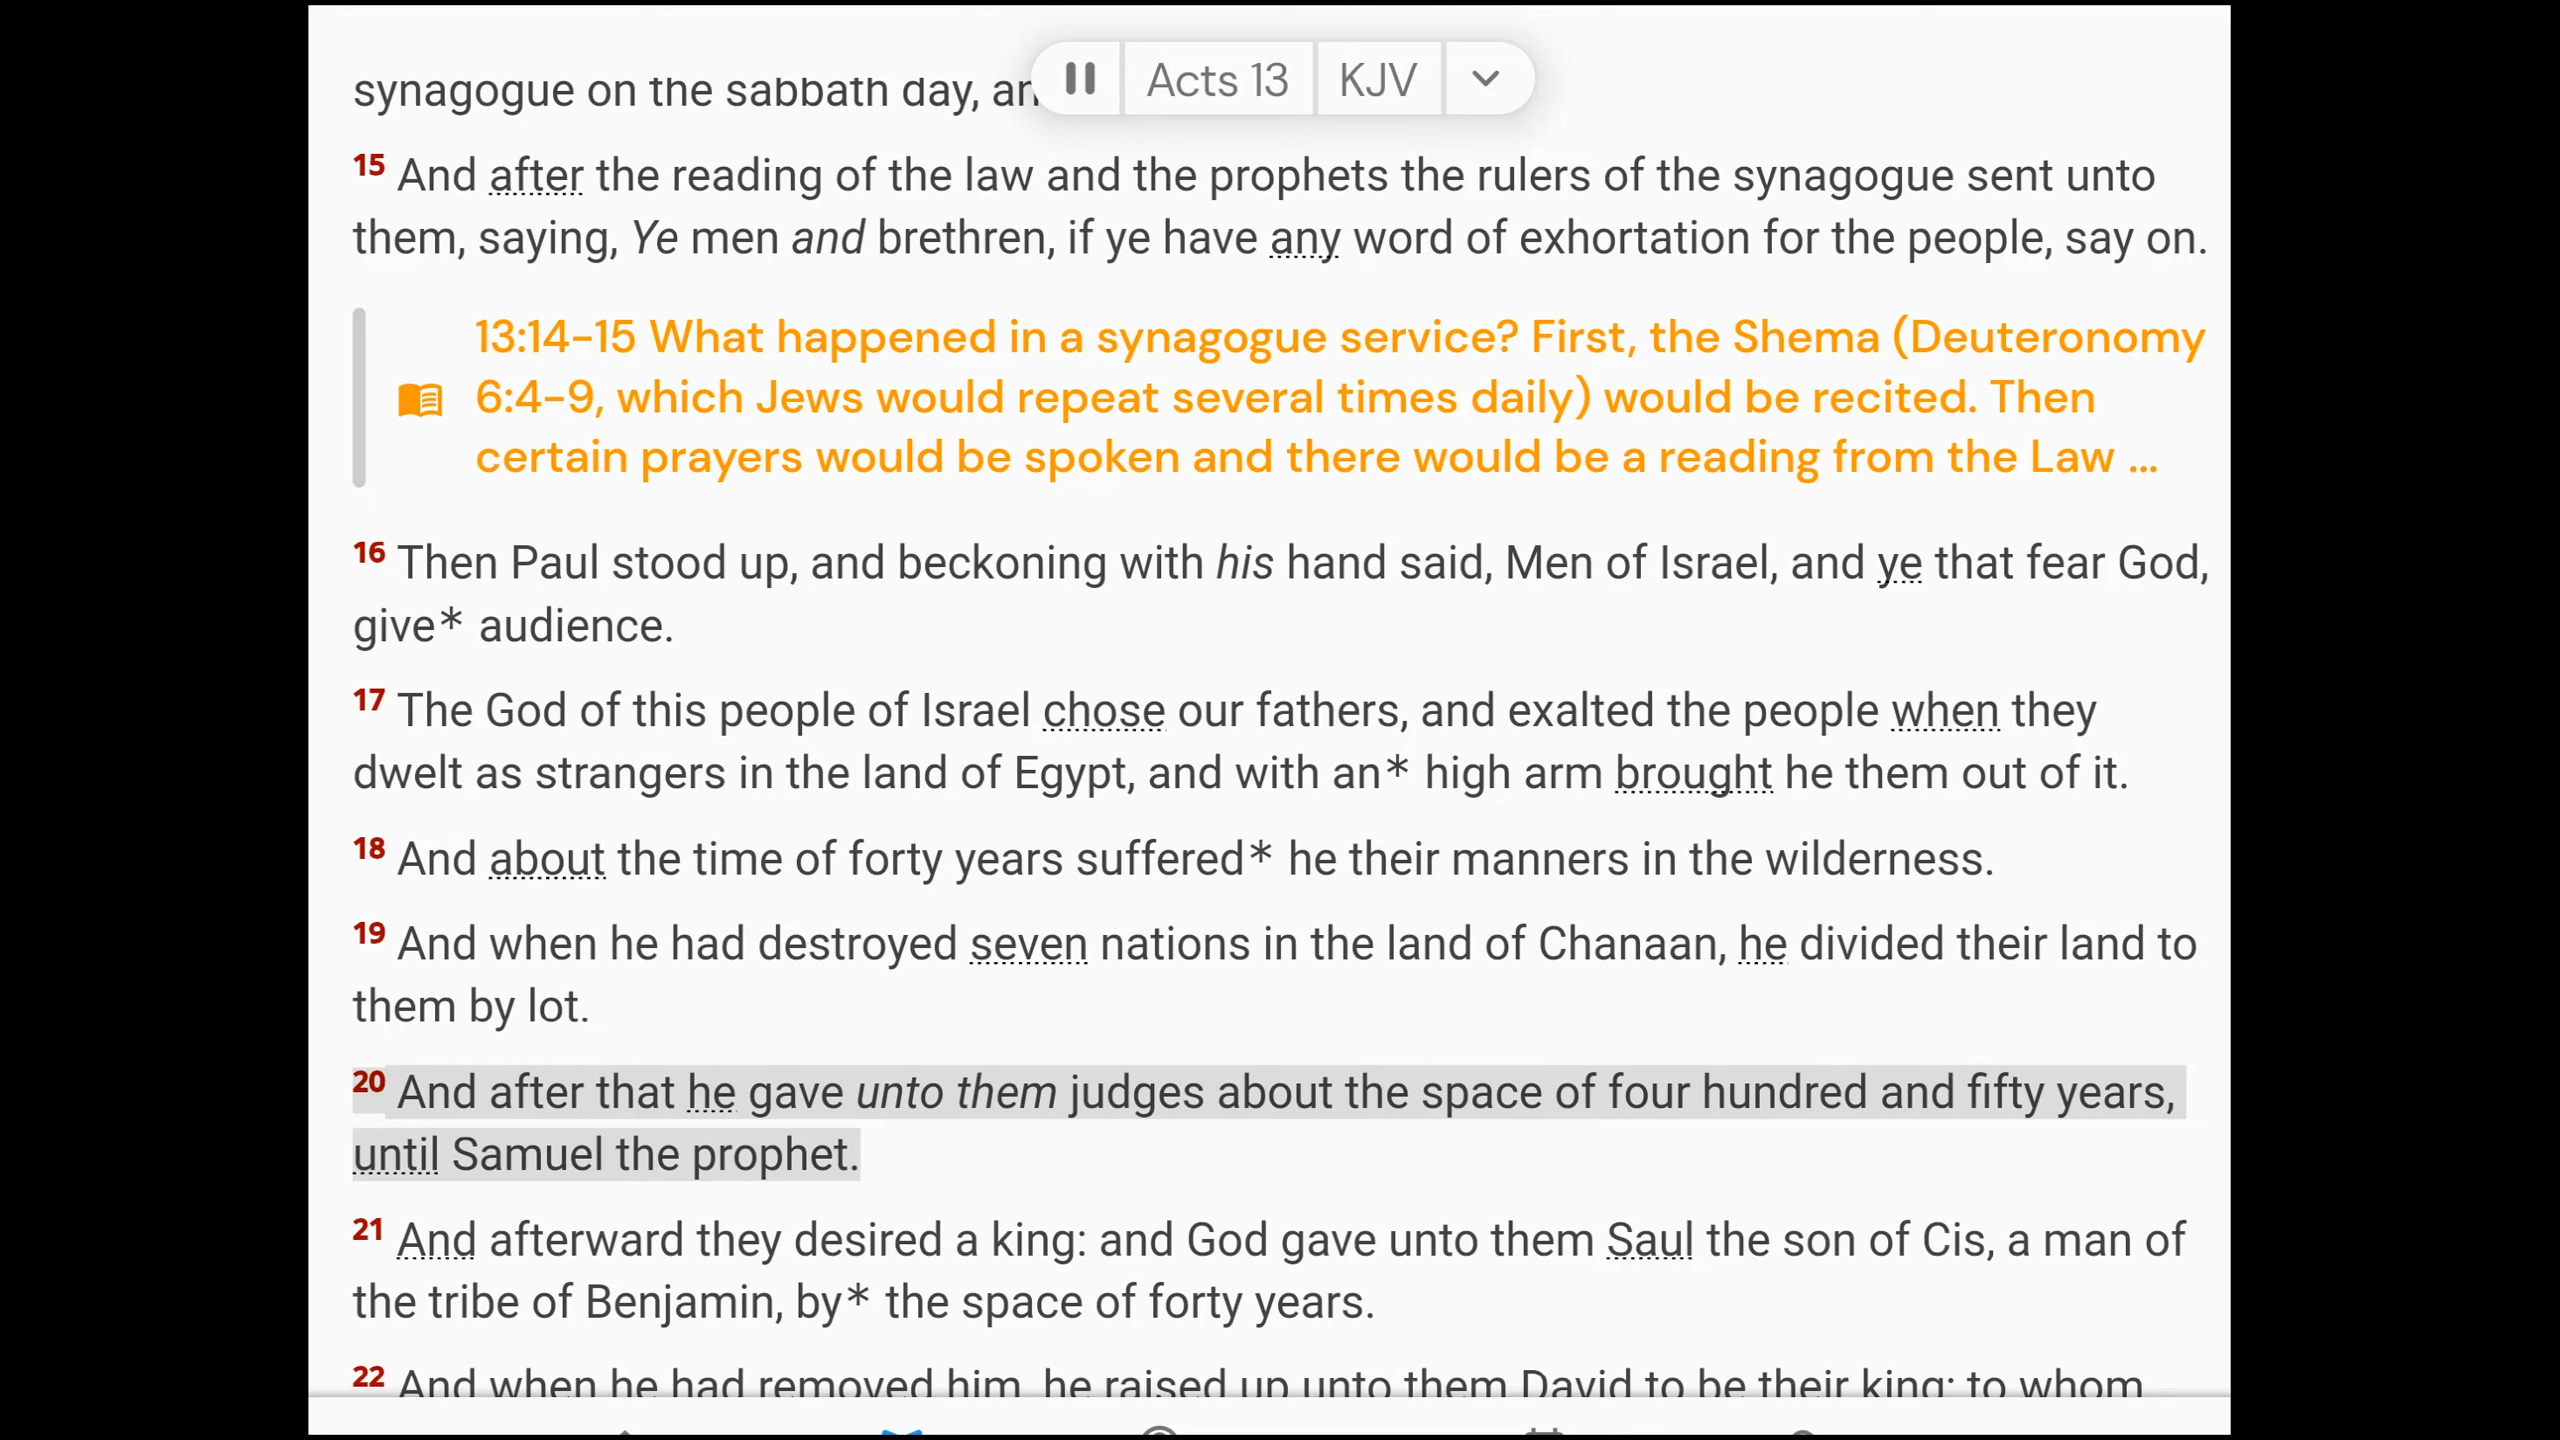 Acts 13 KJV
synagogue on the sabbath day, an
15 And after the reading of the law and the prophets the rulers of the synagogue sent unto
them, saying, Ye men and brethren, if ye have any word of exhortation for the people, say on.
13:14–15 What happened in a synagogue service? First, the Shema (Deuteronomy
6:4–9, which Jews would repeat several times daily) would be recited. Then
certain prayers would be spoken and there would be a reading from the Law ...
16 Then Paul stood up, and beckoning with his hand said, Men of Israel, and ye that fear God,
give* audience.
17 The God of this people of Israel chose our fathers, and exalted the people when they
dwelt as strangers in the land of Egypt, and with an* high arm brought he them out of it.
18 And about the time of forty years suffered* he their manners in the wilderness.
19 And when he had destroyed seven nations in the land of Chanaan, he divided their land to
them by lot.
20 And after that he gave unto them judges about the space of four hundred and fifty years,
until Samuel the prophet.
21 And afterward they desired a king: and God gave unto them Saul the son of Cis, a man of
the tribe of Benjamin, by* the space of forty years.
22 And when he had removed him, he raised up unto them David to be their king; to whom